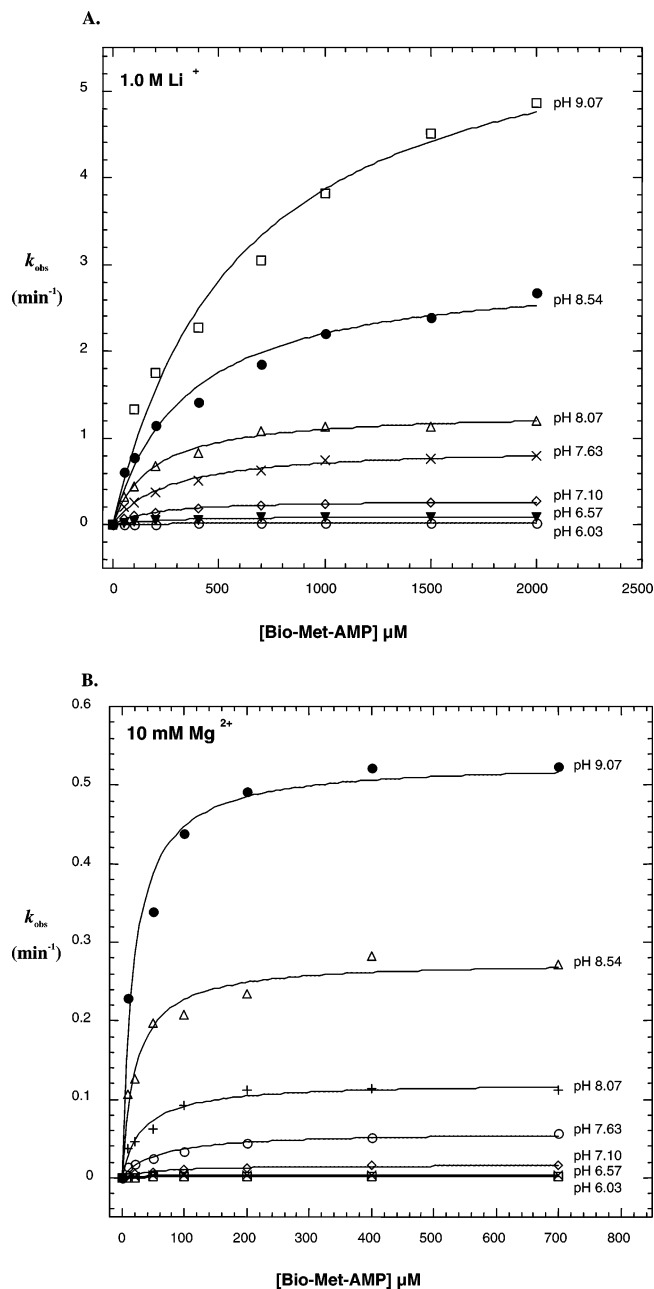 A.
1.0 M Li +
5
4
3
2
1
0
k obs
(min-1)
pH 9.07
pH 8.54
pH 8.07
pH 7.63
pH 7.10
pH 6.57
pH 6.03
0 500 1000 1500 2000 2500
[Bio-Met-AMP] µM
B.
10 mM Mg 2+
0.6
0.5
0.4
0.3
0.2
0.1
0
k obs
(min-1)
pH 9.07
pH 8.54
pH 8.07
pH 7.63
pH 7.10
pH 6.57
pH 6.03
0 100 200 300 400 500 600 700 800
[Bio-Met-AMP] µM